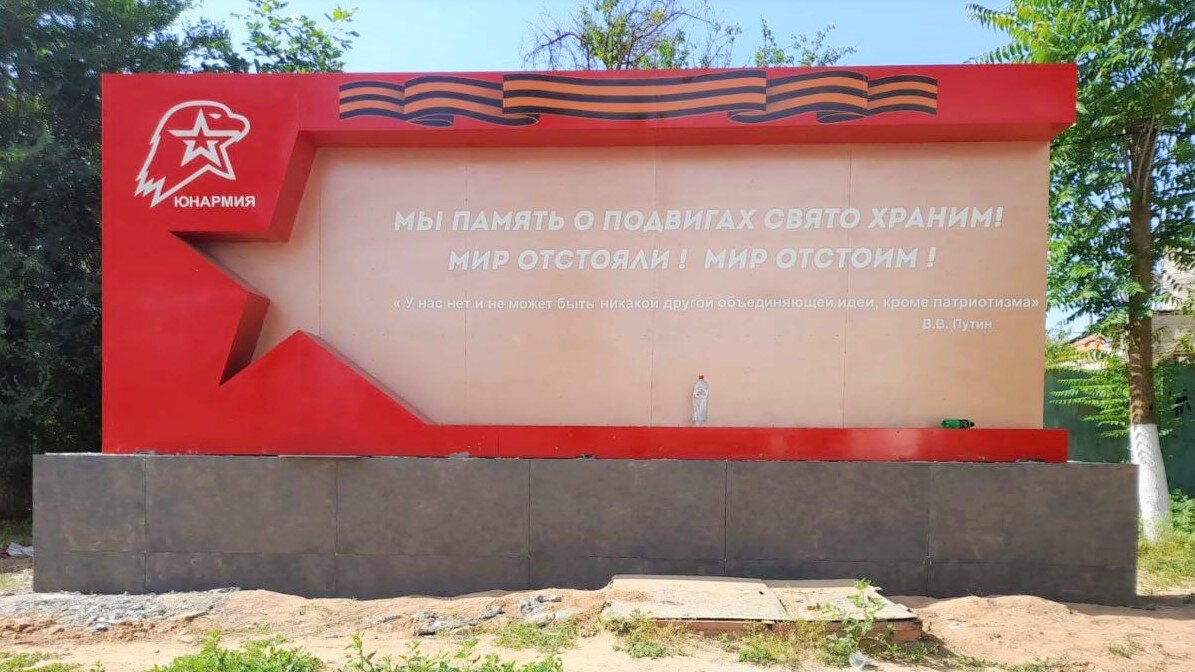 ЮНАРМИЯ
МЫ ПАМЯТЬ О ПОДВИГАХ СВЯТО ХРАНИМ!
МИР ОТСТОЯЛИ ! МИР ОТСТОИМ !
« У нас нет и не может быть никакой другой объединяющей идеи, кроме патриотизма»
В.В. Путин